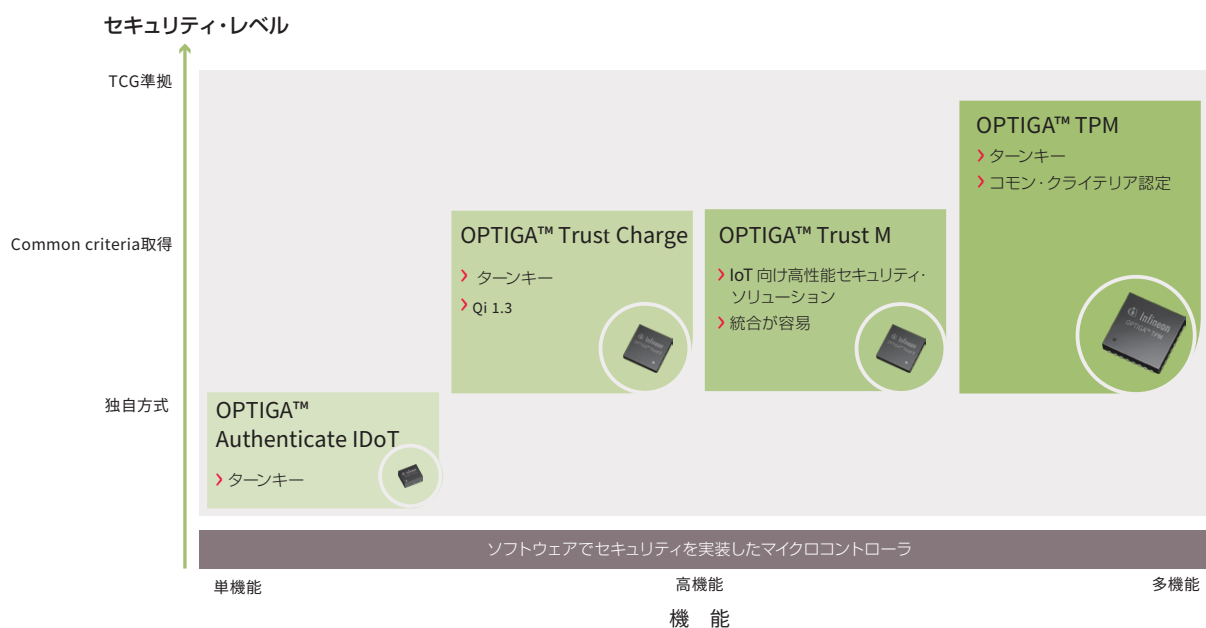 セキュリティ・レベル
TCG準拠
OPTIGA™ TPM
ターンキー
コモン・クライテリア認定
Common criteria取得
OPTIGA™ Trust Charge
ターンキー
Qi 1.3
OPTIGA™ Trust M
IoT 向け高性能セキュリティ・
ソリューション
統合が容易
Infineon
OPTIGA™ TPM
独自方式
OPTIGA™
Authenticate IDoT
ターンキー
ソフトウェアでセキュリティを実装したマイクロコントローラ
単機能
高機能
多機能
機 能